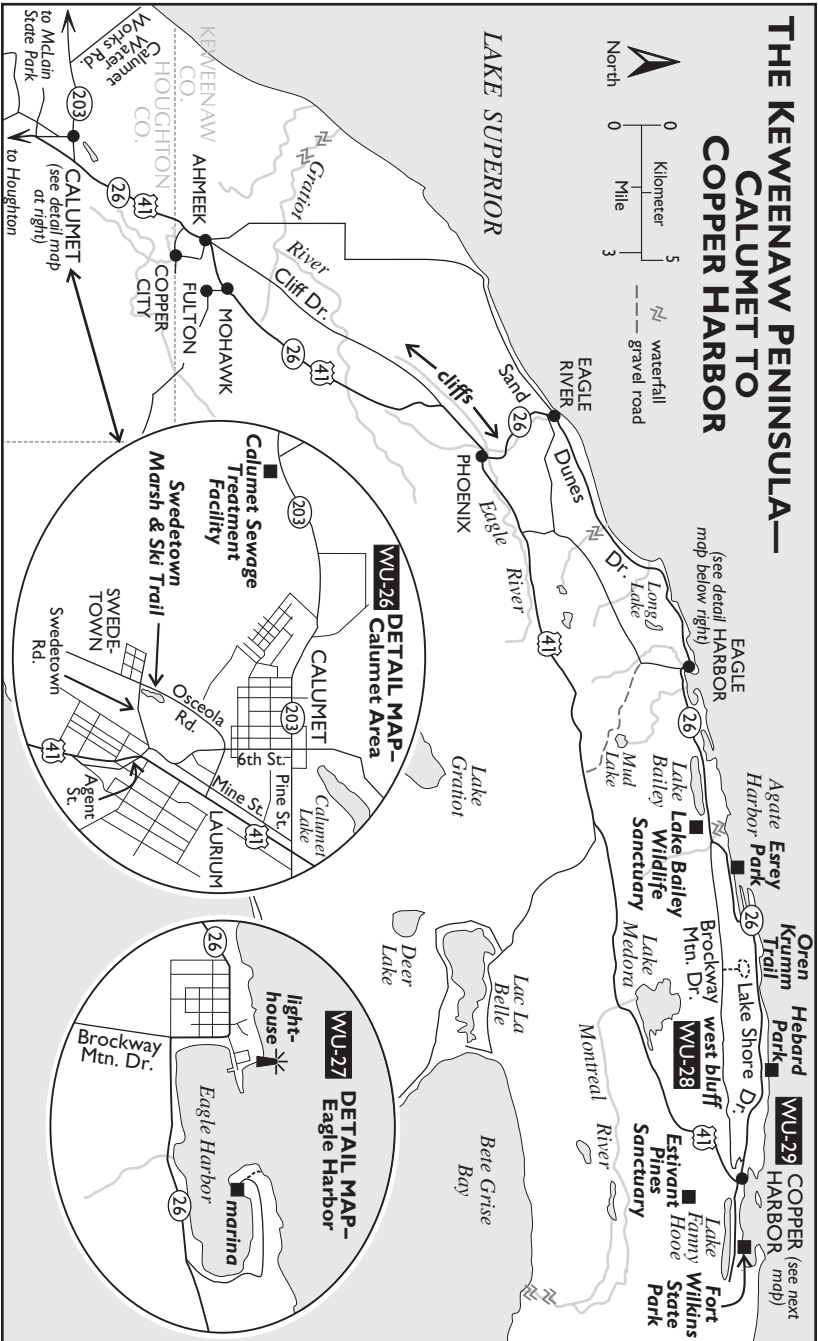 THE KEWEENAW PENINSULA—
CALUMET TO
COPPER HARBOR
North
0
Kilometer
5
0
Mile
3
waterfall
gravel road
LAKE SUPERIOR
to McLain
State Park
Calumet
Water
Works Rd.
203
KEWEENAW
CO.
HOUGHTON
CO.
CALUMET
(see detail map
at right)
to Houghton
26
41
AHMEEK
COPPER
CITY
FULTON
MOHAWK
Gratiot
River
Cliff Dr.
26
41
cliffs
Sand
Dunes
Dr.
26
EAGLE
RIVER
PHOENIX
Eagle
River
41
Long
Lake
EAGLE
HARBOR
(see detail
map below right)
26
Mud
Lake
Lake
Bailey
Lake Bailey
Wildlife
Sanctuary
Agate
Harbor
Esrey
Park
26
Oren
Krumm
Trail
Hebard
Park
Lake Shore Dr.
Brockway
Mtn. Dr.
west bluff
WU-28
WU-29
COPPER
HARBOR
(see next
map)
41
Lake
Medora
Estivant
Pines
Sanctuary
Lake
Fanny
Hooe
Fort
Wilkins
State
Park
Montreal
River
Lake
Gratiot
Deer
Lake
Lac La
Belle
Bete Grise
Bay
WU-26
DETAIL MAP–
Calumet Area
Calumet Sewage
Treatment
Facility
203
Swedetown
Marsh & Ski Trail
SWEDE-
TOWN
Swedetown
Rd.
Osceola
Rd.
CALUMET
203
6th St.
Pine St.
Calumet
Lake
Mine St.
41
LAURIUM
Agent
St.
41
WU-27
DETAIL MAP–
Eagle Harbor
26
light-
house
Brockway
Mtn. Dr.
Eagle Harbor
marina
26